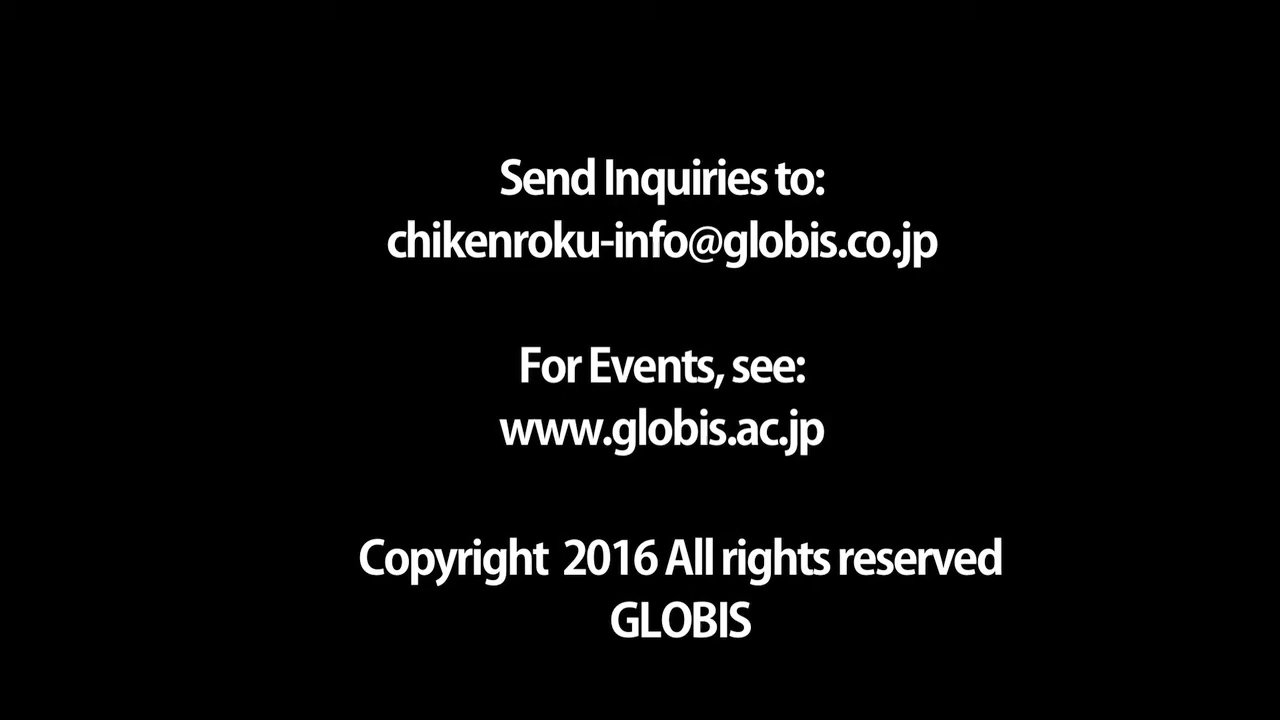 Send Inquiries to:
chikenroku-info@globis.co.jp
For Events, see:
www.globis.ac.jp
Copyright 2016 All rights reserved
GLOBIS